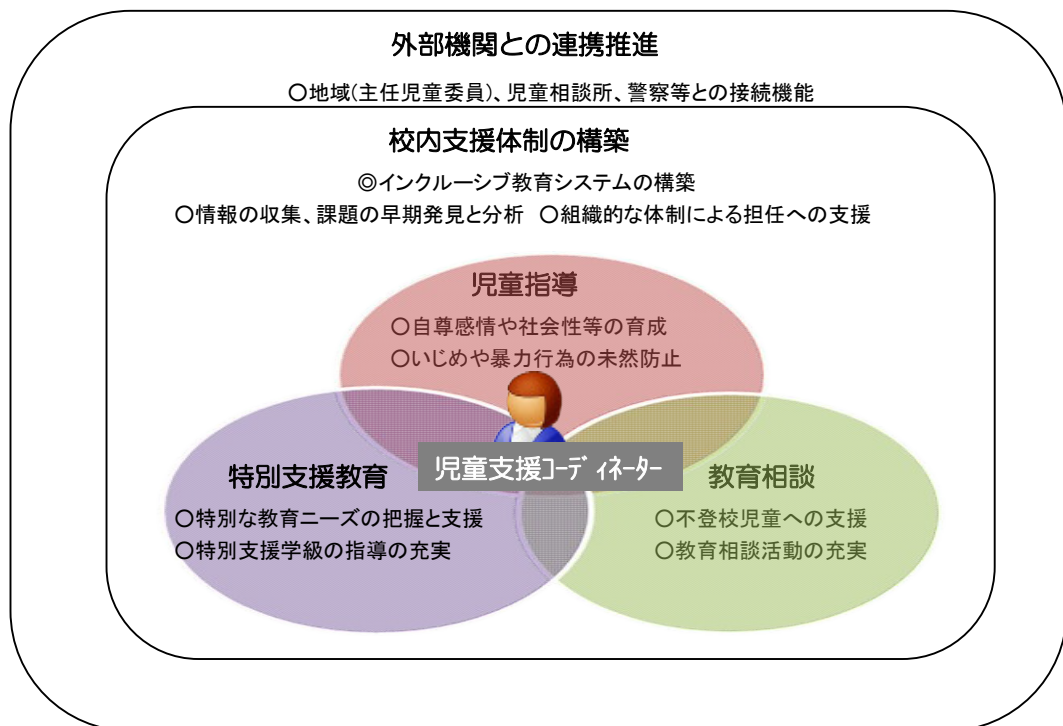 外部機関との連携推進
○地域(主任児童委員)、児童相談所、警察等との接続機能
校内支援体制の構築
◎インクルーシブ教育システムの構築
○情報の収集、課題の早期発見と分析 ○組織的な体制による担任への支援
児童指導
○自尊感情や社会性等の育成
○いじめや暴力行為の未然防止
児童支援ｺｰﾃﾞｨﾈｰﾀｰ
特別支援教育
○特別な教育ニーズの把握と支援
○特別支援学級の指導の充実
教育相談
○不登校児童への支援
○教育相談活動の充実